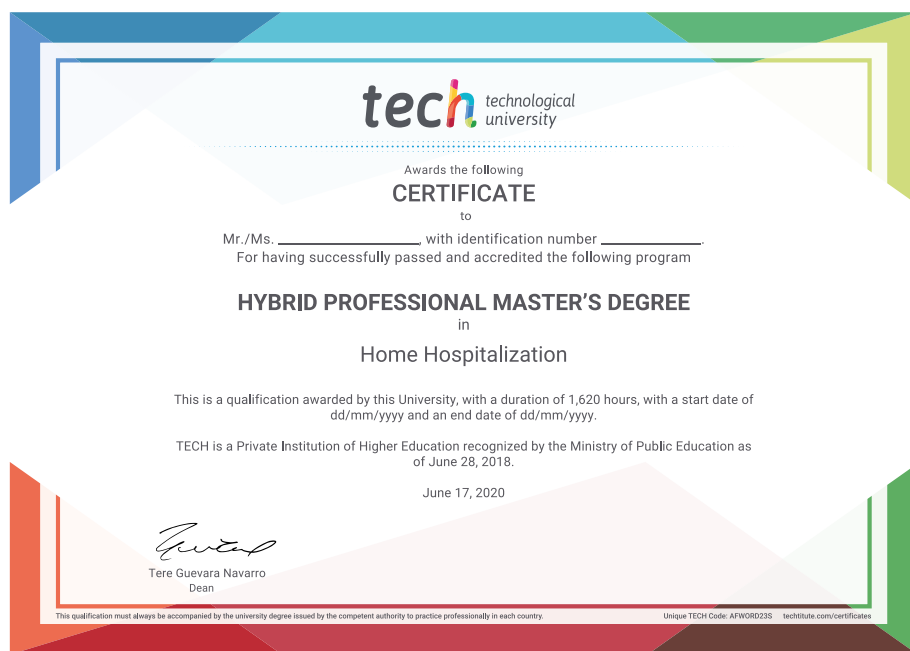 tech technological
university
Awards the following
CERTIFICATE
to
Mr./Ms. ____________________, with identification number ______________.
For having successfully passed and accredited the following program
HYBRID PROFESSIONAL MASTER'S DEGREE
in
Home Hospitalization
This is a qualification awarded by this University, with a duration of 1,620 hours, with a start date of
dd/mm/yyyy and an end date of dd/mm/yyyy.
TECH is a Private Institution of Higher Education recognized by the Ministry of Public Education as
of June 28, 2018.
June 17, 2020
Tere Guevara Navarro
Dean
This qualification must always be accompanied by the university degree issued by the competent authority to practice professionally in each country.
Unique TECH Code: AFWORD23S techtitute.com/certificates